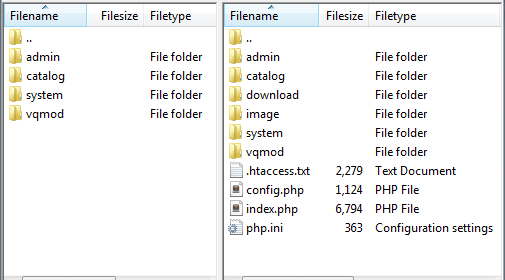 Filename Filesize Filetype
..
admin File folder
catalog File folder
system File folder
vqmod File folder
Filename Filesize Filetype
..
admin File folder
catalog File folder
download File folder
image File folder
system File folder
vqmod File folder
.htaccess.txt 2,279 Text Document
config.php 1,124 PHP File
index.php 6,794 PHP File
php.ini 363 Configuration settings